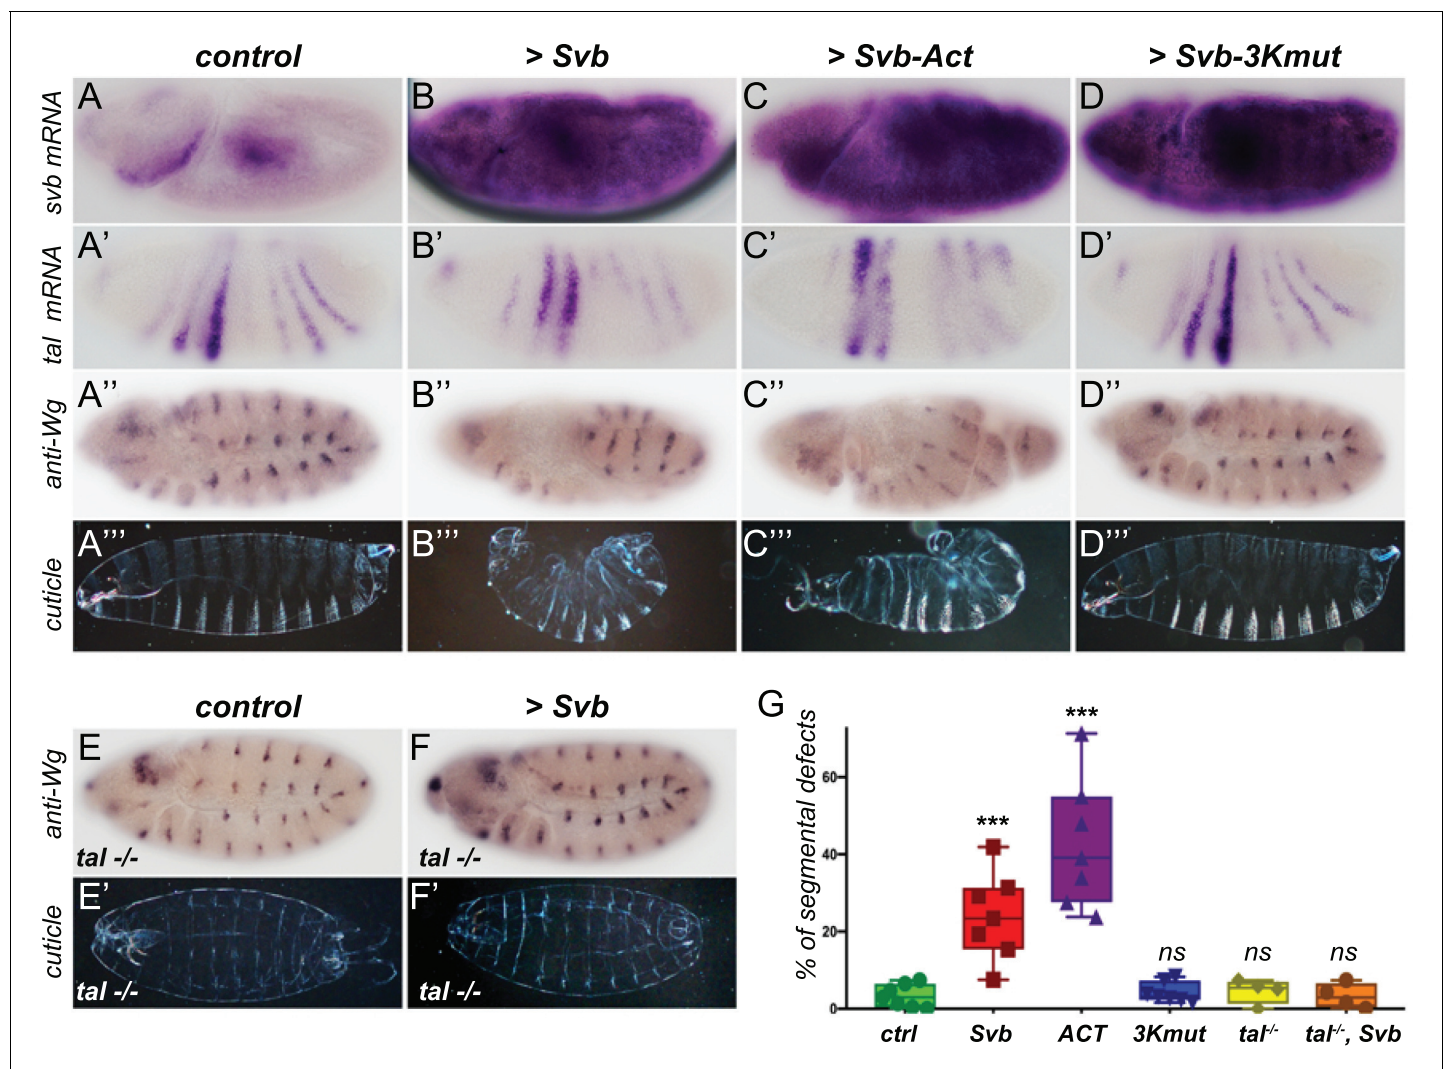 control
> Svb
> Svb-Act
> Svb-3Kmut
svb mRNA
A
B
C
D
tal mRNA
A’
B’
C’
D’
anti-Wg
A’’
B’’
C’’
D’’
cuticle
A’’’
B’’’
C’’’
D’’’
control
> Svb
anti-Wg
E
tal -/-
F
tal -/-
cuticle
E’
tal -/-
F’
tal -/-
G
% of segmental defects
60
40
20
0
***
***
ns
ns
ns
ctrl
Svb
ACT
3Kmut
tal-/-
tal-/-, Svb